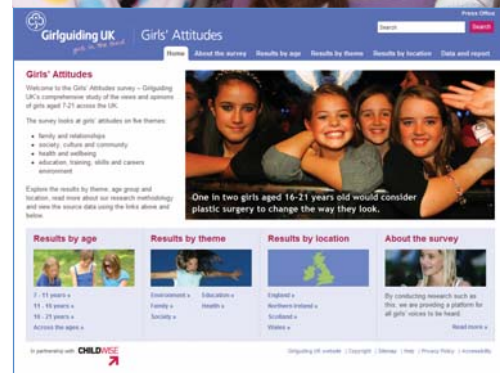 Press Office
Girlguiding UK
girls in the lead
Girls' Attitudes
Search
Search
Home
About the survey
Results by age
Results by theme
Results by location
Data and report
Girls' Attitudes
Welcome to the Girls' Attitudes survey – Girlguiding
UK's comprehensive study of the views and opinions
of girls aged 7-21 across the UK.
The survey looks at girls' attitudes on five themes:
family and relationships
society, culture and community
health and wellbeing
education, training, skills and careers
environment
Explore the results by theme, age group and
location, read more about our research methodology
and view the source data using the links above and
below.
One in two girls aged 16-21 years old would consider
plastic surgery to change the way they look.
Results by age
7 - 11 years »
11 - 16 years »
16 - 21 years »
Across the ages »
Results by theme
Environment »
Education »
Family »
Health »
Society »
Results by location
England »
Northern Ireland »
Scotland »
Wales »
About the survey
By conducting research such as
this, we are providing a platform for
all girls' voices to be heard.
Read more »
In partnership with CHILDWISE
Girlguiding UK website | Copyright | Sitemap | Help | Privacy Policy | Accessibility